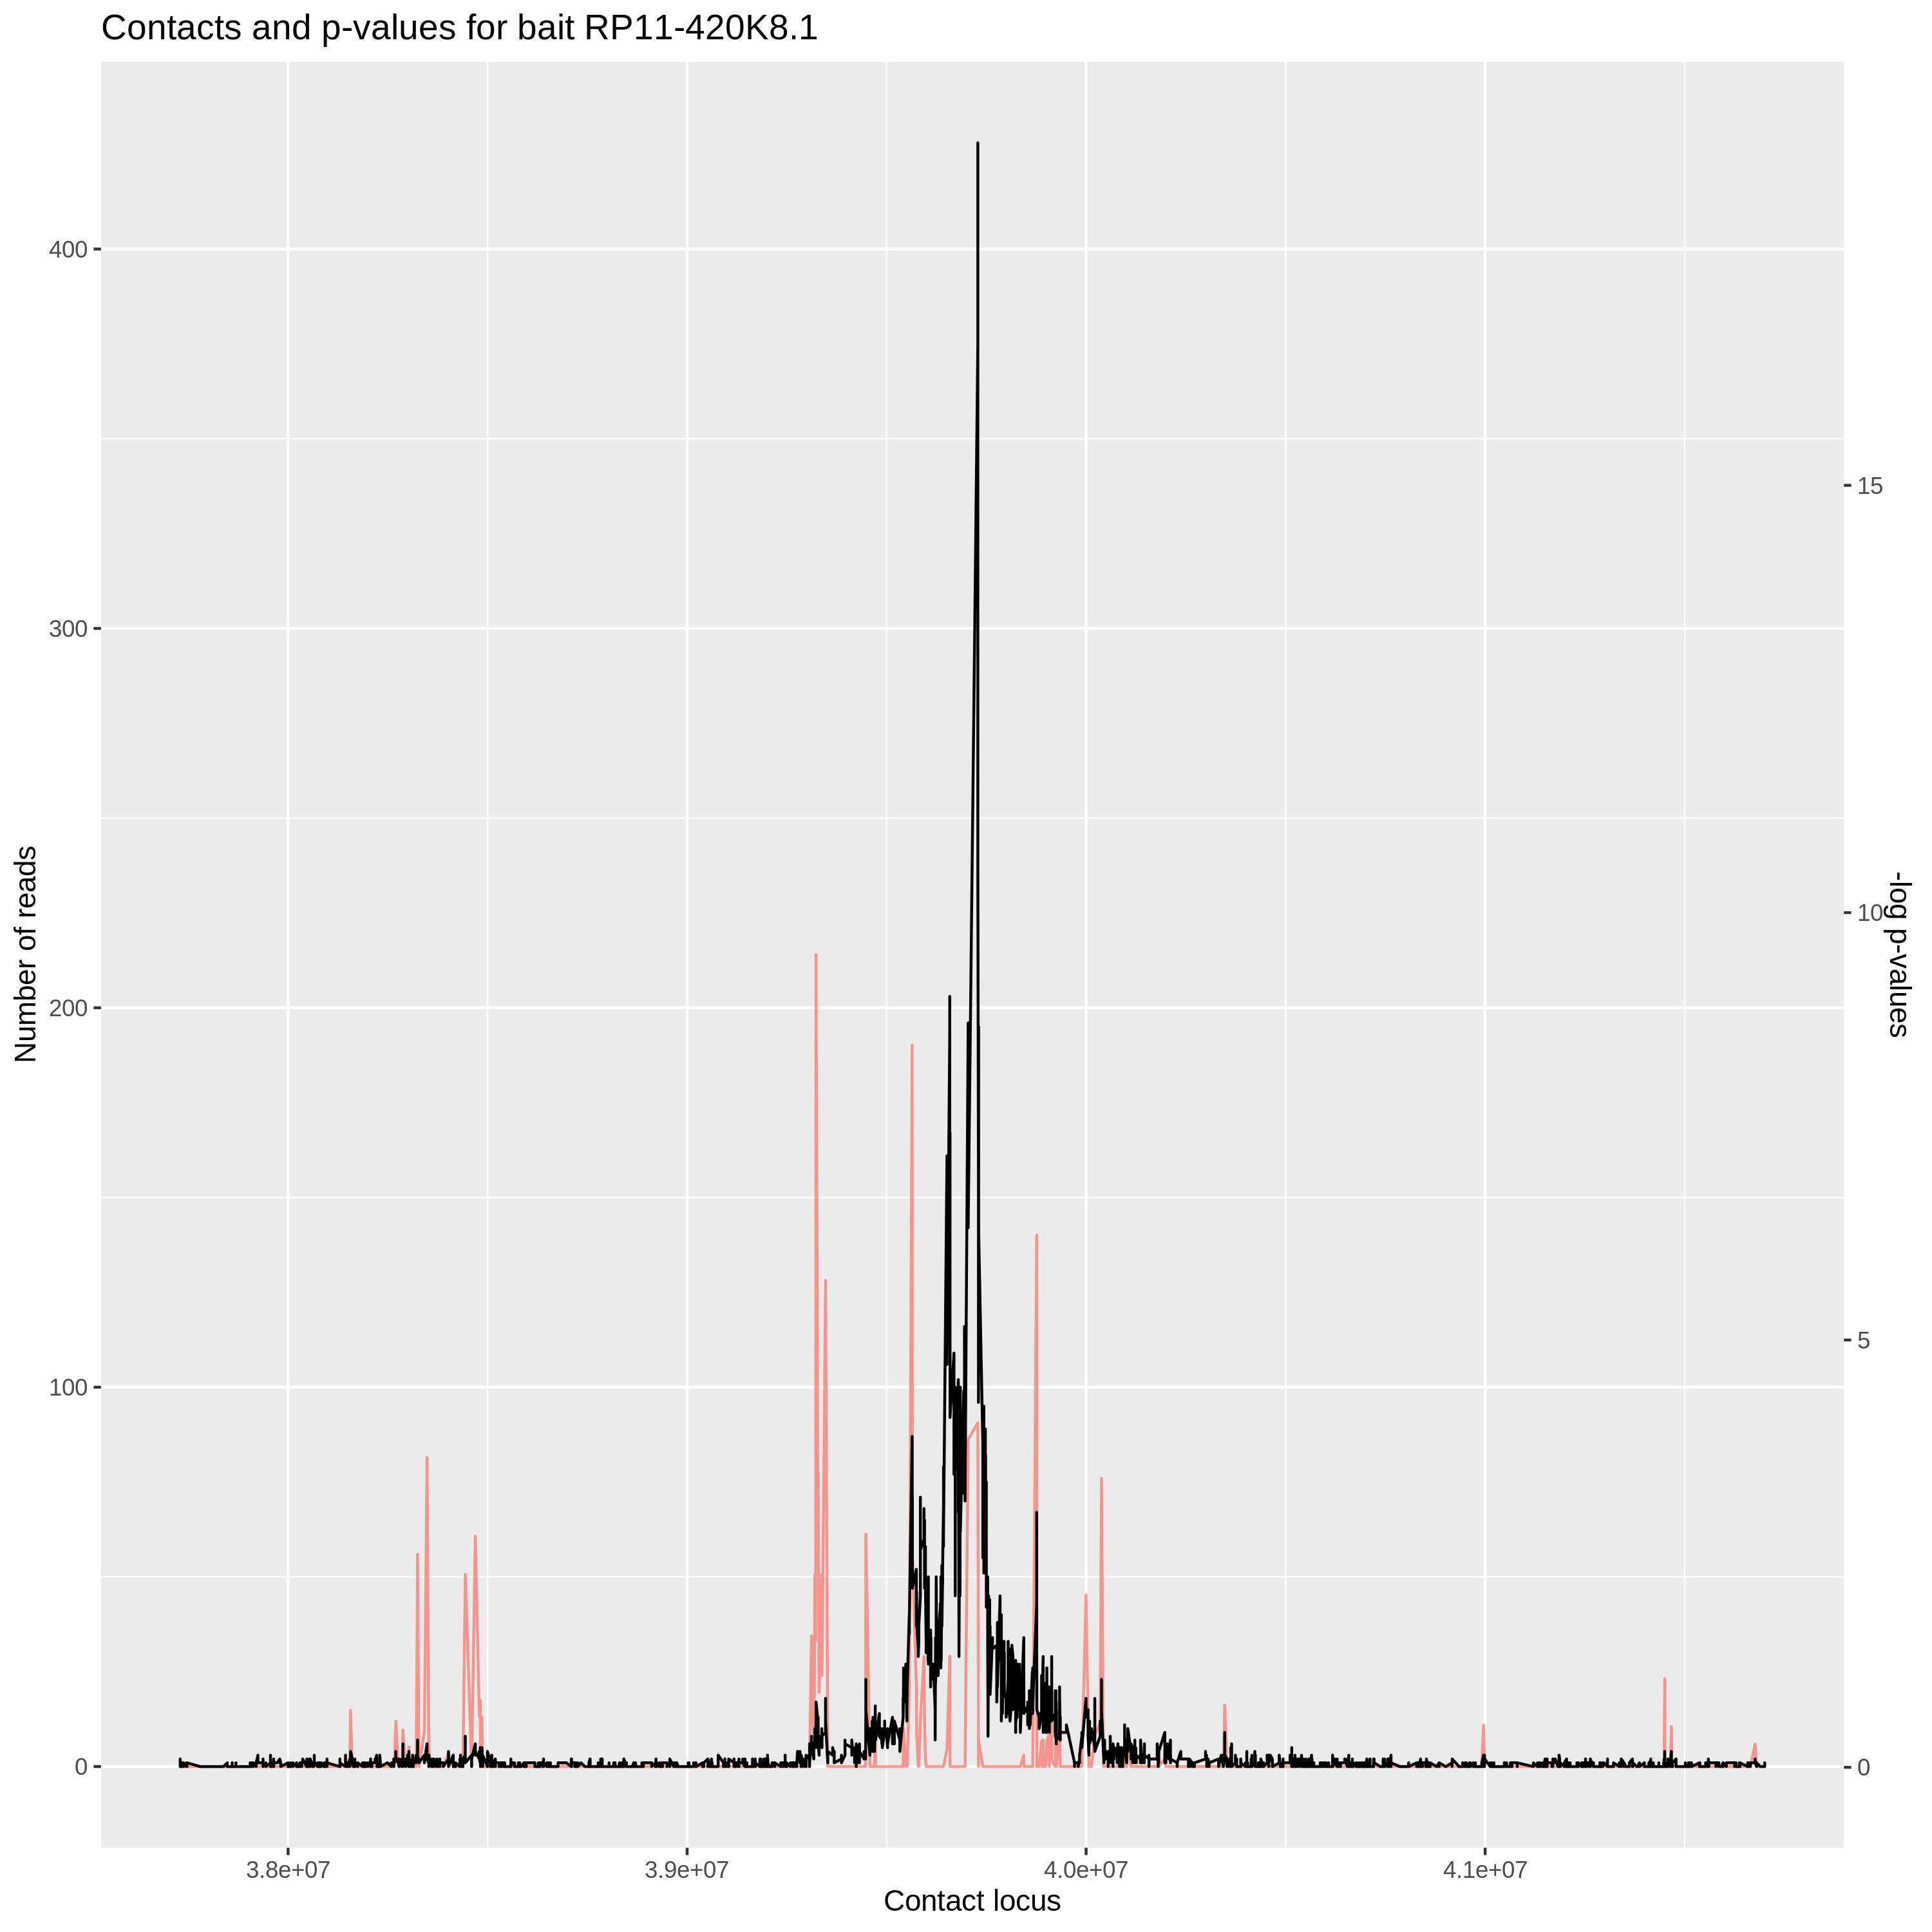 Contacts and p-values for bait RP11-420K8.1
400
300
200
100
0
Number of reads
15
10
5
0
-log p-values
3.8e+07
3.9e+07
4.0e+07
4.1e+07
Contact locus